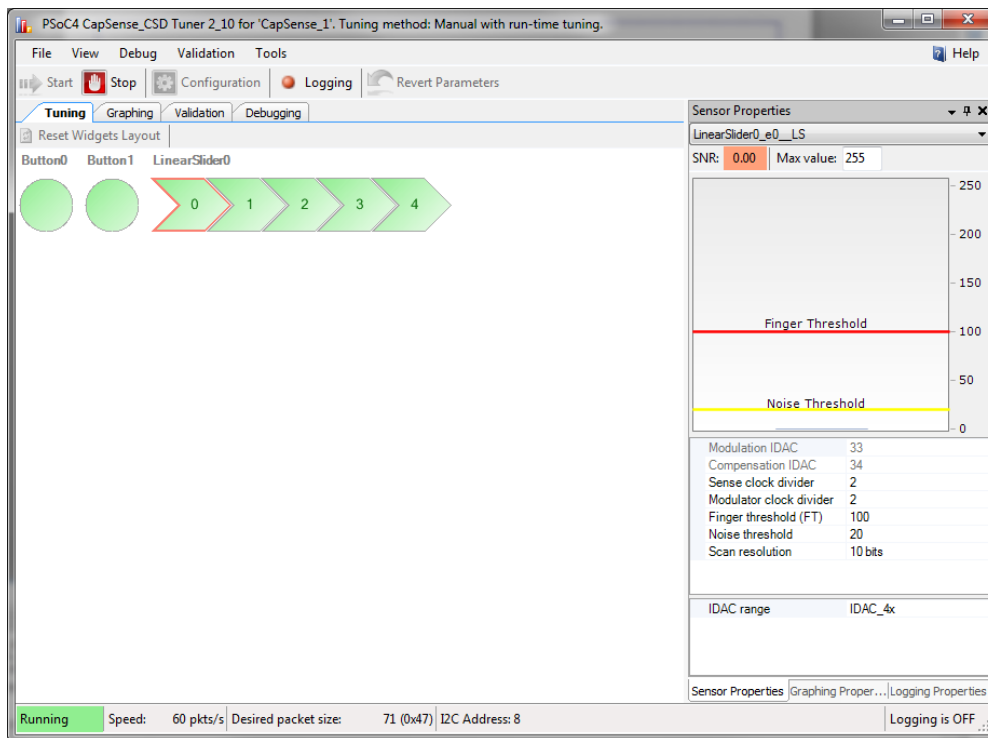 PSoC4 CapSense_CSD Tuner 2_10 for 'CapSense_1'. Tuning method: Manual with run-time tuning.
File View Debug Validation Tools Help
Start Stop Configuration Logging Revert Parameters
Tuning Graphing Validation Debugging
Reset Widgets Layout
Button0 Button1 LinearSlider0
0 1 2 3 4
Sensor Properties
LinearSlider0_e0__LS
SNR: 0.00 Max value: 255
250
200
150
Finger Threshold
100
50
Noise Threshold
0
Modulation IDAC 33
Compensation IDAC 34
Sense clock divider 2
Modulator clock divider 2
Finger threshold (FT) 100
Noise threshold 20
Scan resolution 10 bits
IDAC range IDAC_4x
Sensor Properties Graphing Proper... Logging Properties
Running Speed: 60 pkts/s Desired packet size: 71 (0x47) I2C Address: 8 Logging is OFF